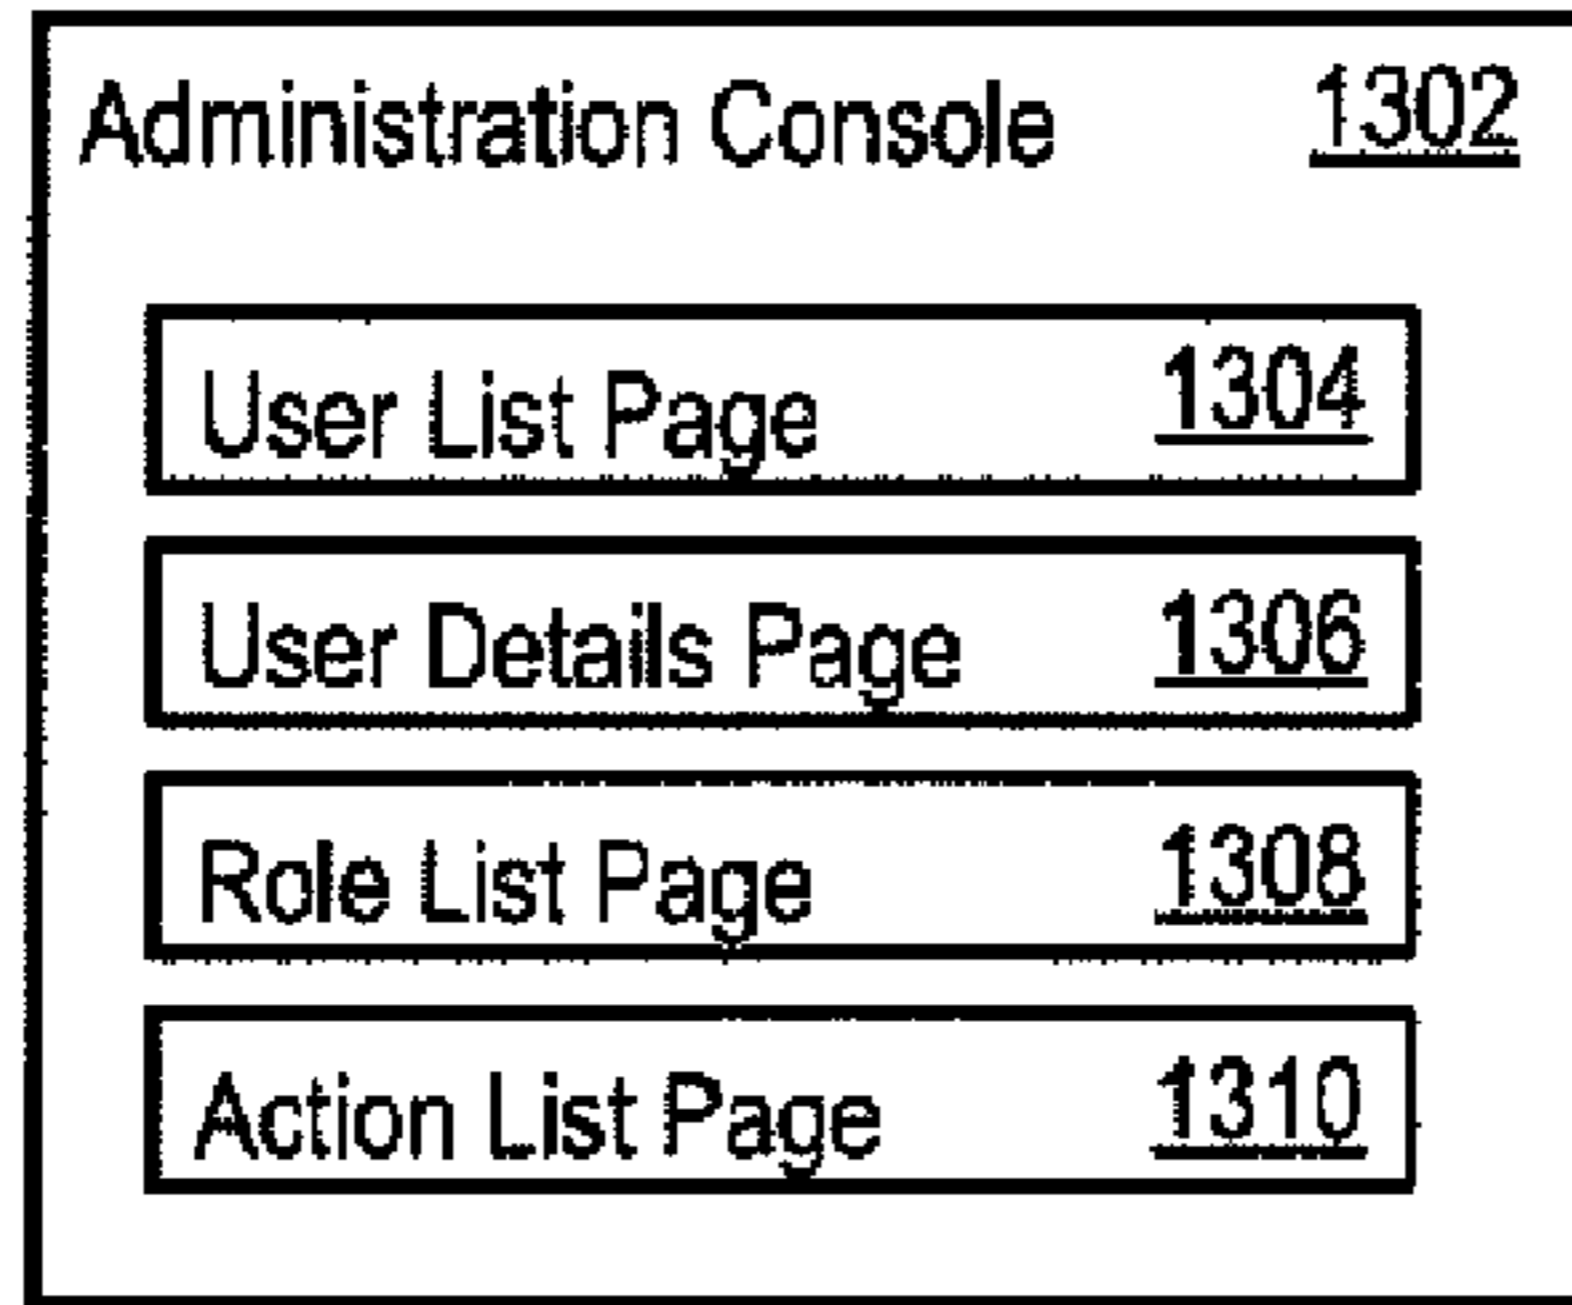 Administration Console 1302
User List Page 1304
User Details Page 1306
Role List Page 1308
Action List Page 1310